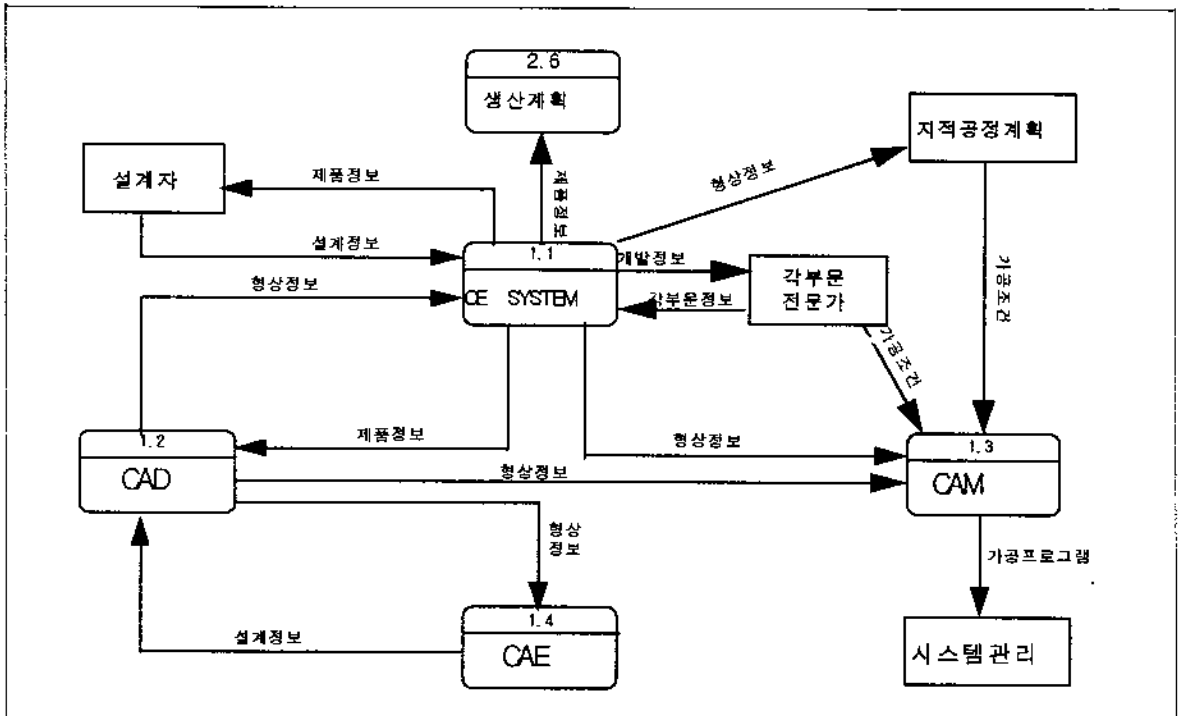 2.6
생산계획
지적공정계획
설계자
제품정보
제품정보
형상정보
설계정보
1.1
CE SYSTEM
개발정보
각부문정보
각부문
전문가
가공조건
가공조건
형상정보
1.2
CAD
제품정보
형상정보
형상정보
1.3
CAM
형상
정보
가공프로그램
1.4
CAE
설계정보
시스템관리